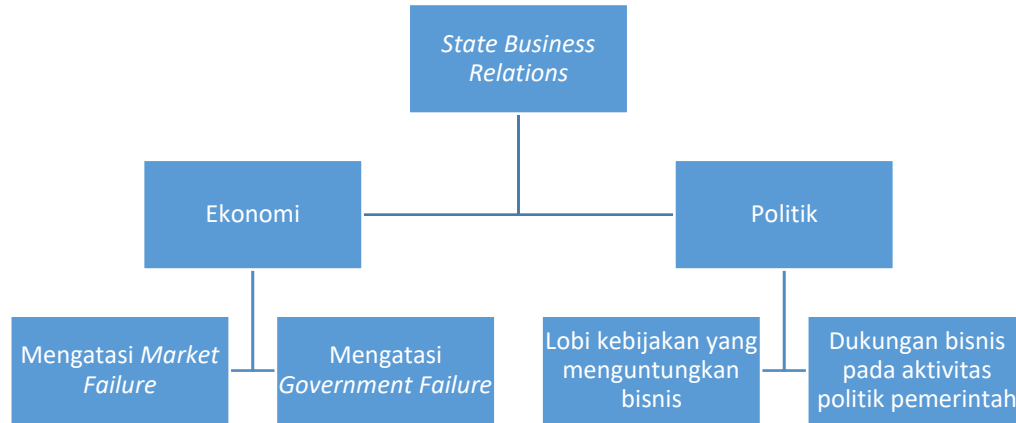 State Business
Relations
Ekonomi
Politik
Mengatasi Market
Failure
Mengatasi
Government Failure
Lobi kebijakan yang
menguntungkan
bisnis
Dukungan bisnis
pada aktivitas
politik pemerintah